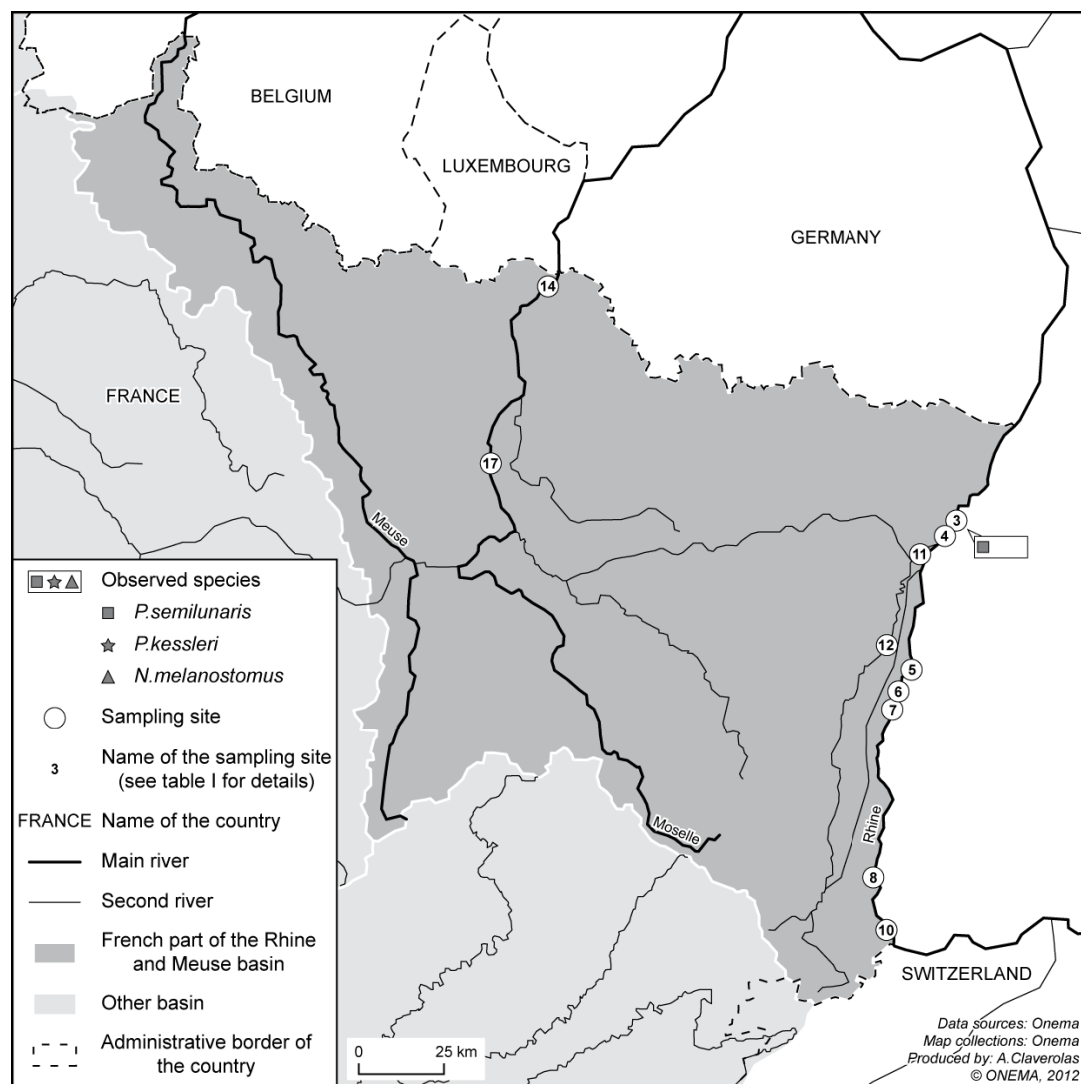 BELGIUM
LUXEMBOURG
GERMANY
14
FRANCE
17
3
4
11
Meuse
12
5
6
7
Rhine
Moselle
8
10
SWITZERLAND
Observed species
P.semilunaris
P.kessleri
N.melanostomus
Sampling site
3 Name of the sampling site
(see table I for details)
FRANCE Name of the country
Main river
Second river
French part of the Rhine
and Meuse basin
Other basin
Administrative border of
the country
0 25 km
Data sources: Onema
Map collections: Onema
Produced by: A.Claverolas
© ONEMA, 2012